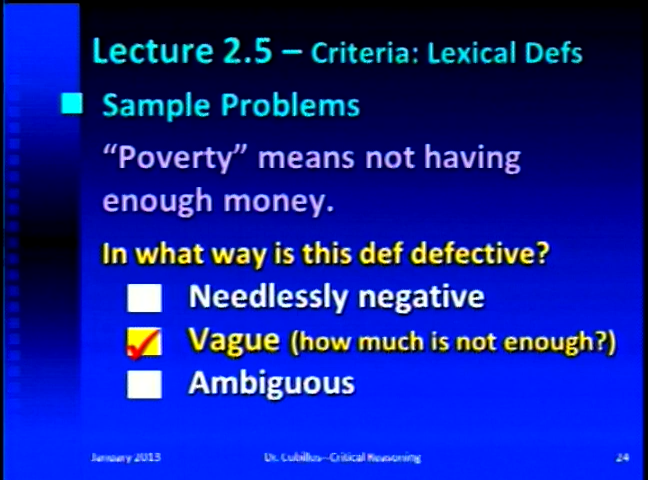 Lecture 2.5 – Criteria: Lexical Defs
Sample Problems
“Poverty” means not having
enough money.
In what way is this def defective?
Needlessly negative
Vague (how much is not enough?)
Ambiguous
January 2013
Dr. Cubillos--Critical Reasoning
24